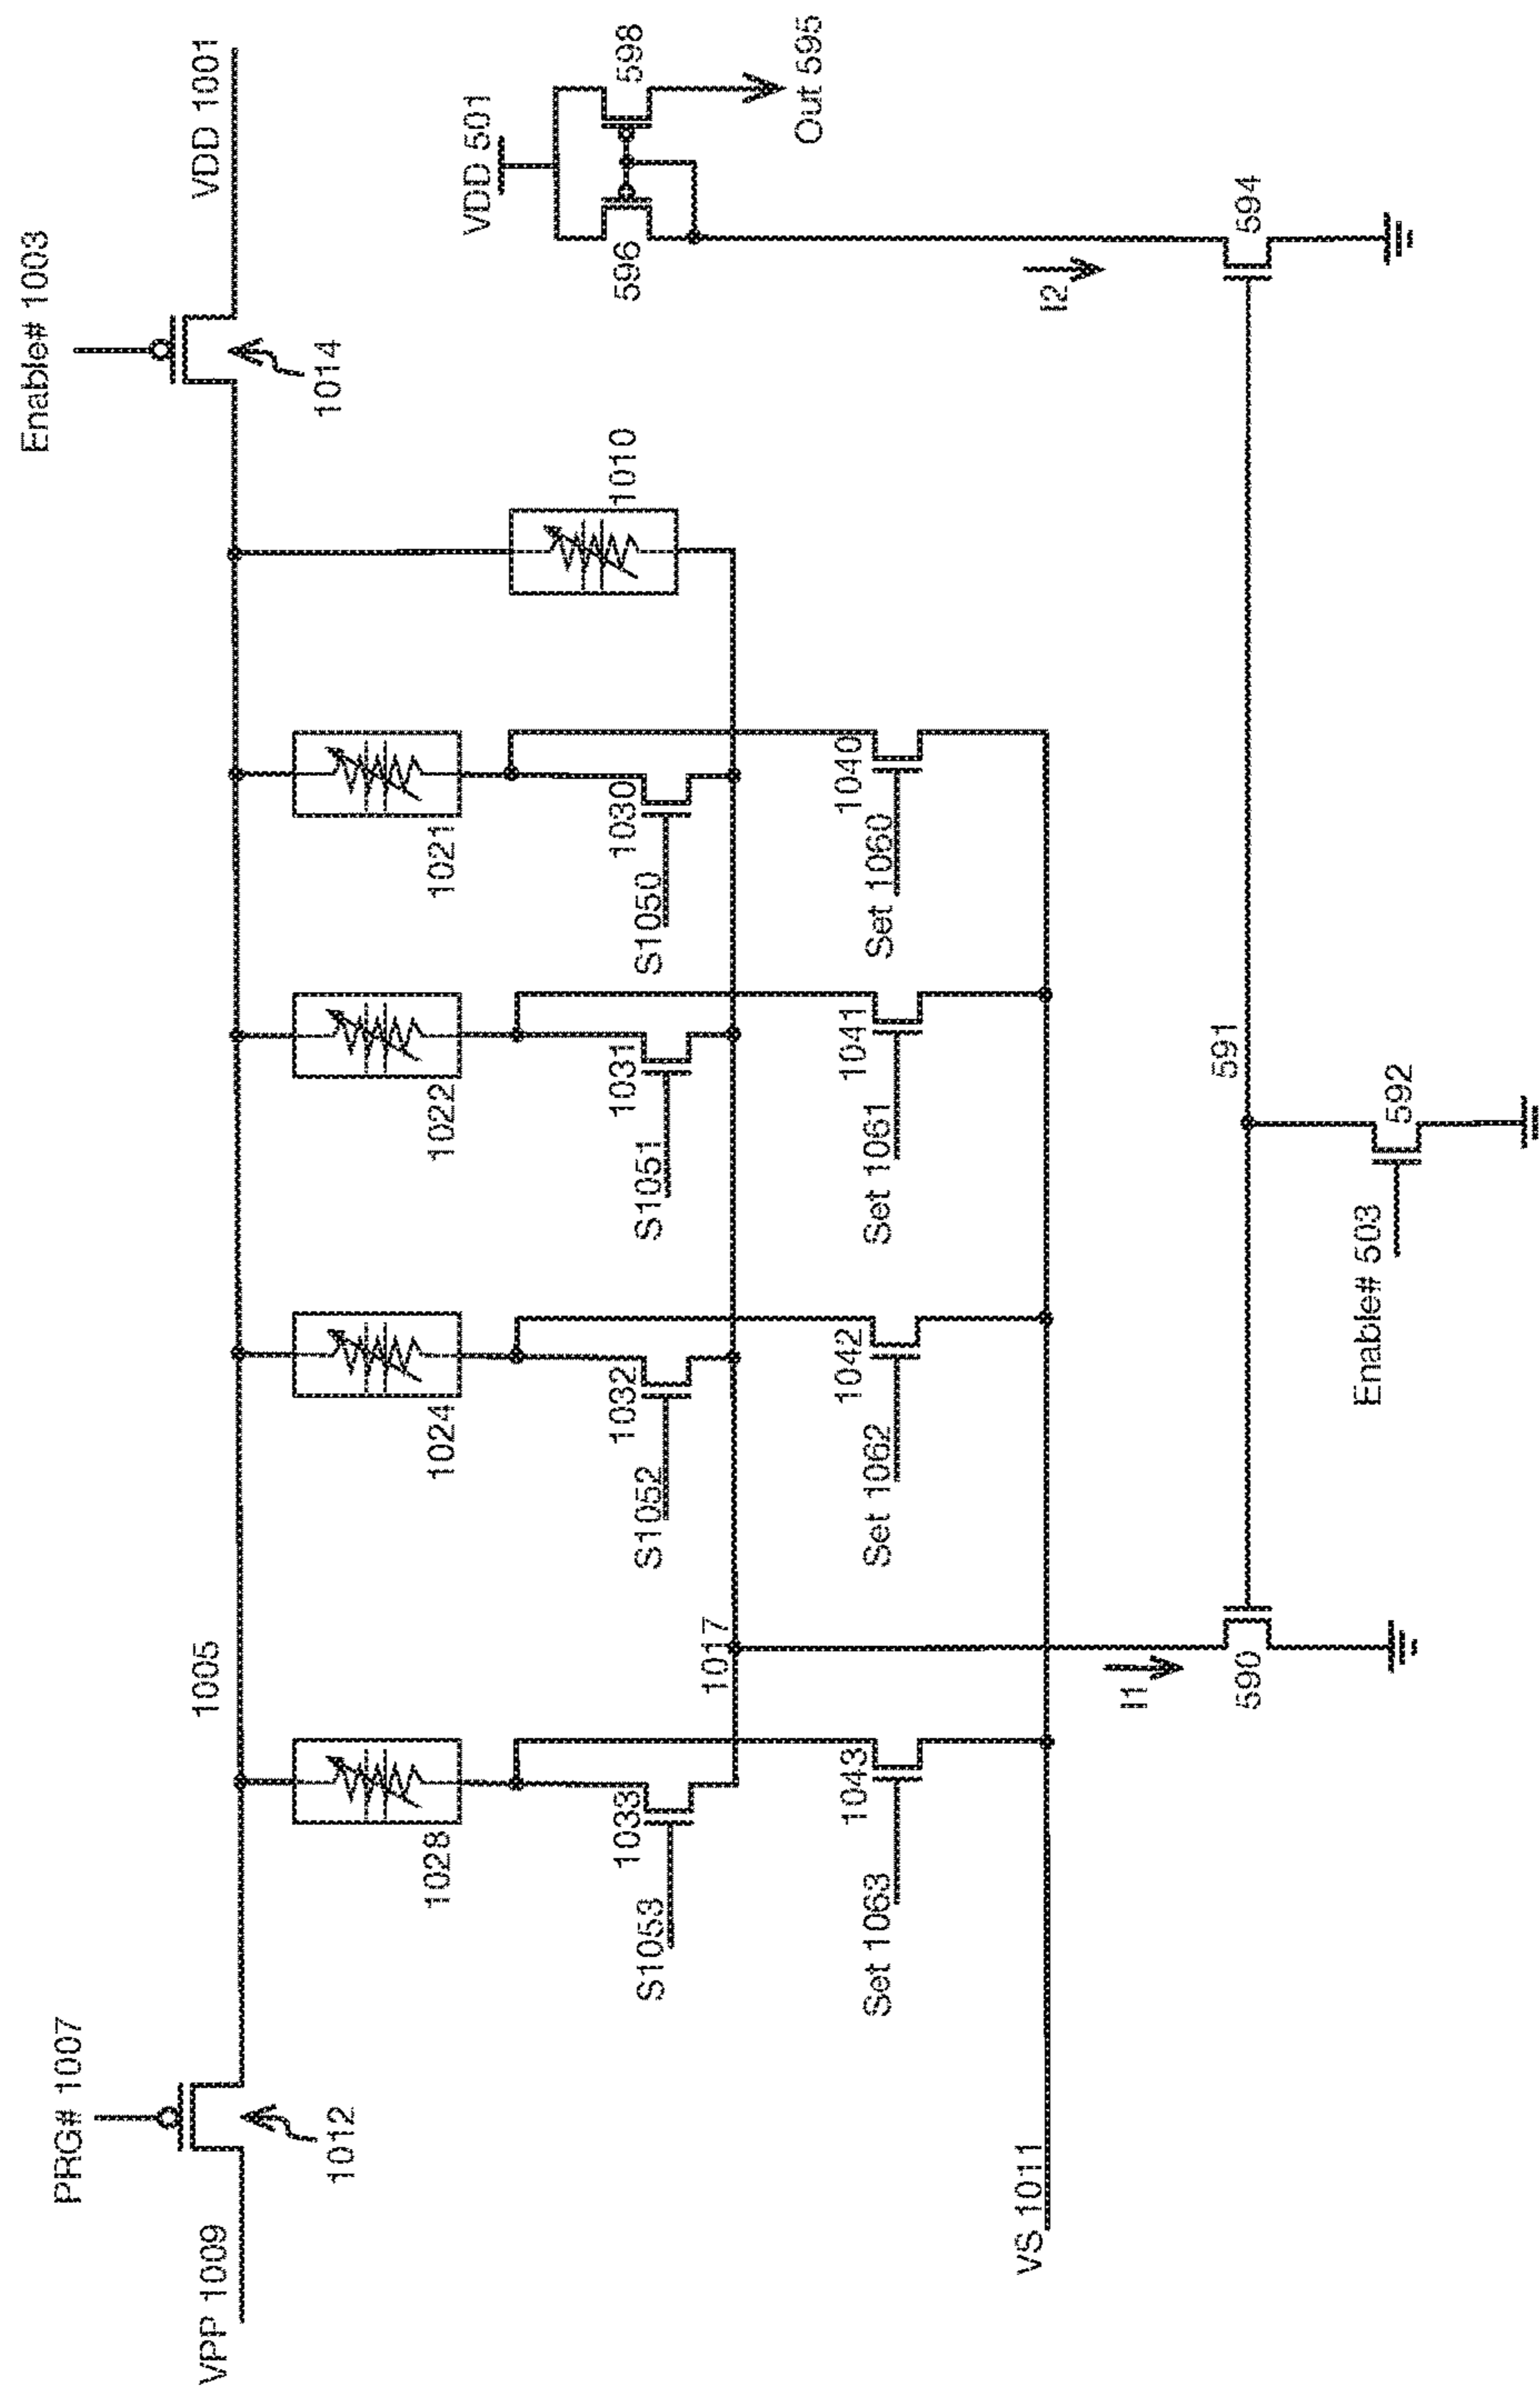 PRG# 1007
Enable# 1003
VPP 1009
1012
1005
1014
VDD 1001
1028
1024
1022
1021
1010
VDD 501
596
598
Out 595
S1053
1033
S1052
1032
S1051
1031
S1050
1030
1017
Set 1063
1043
Set 1062
1042
Set 1061
1041
Set 1060
1040
VS 1011
I1
I2
590
591
594
Enable# 503
592